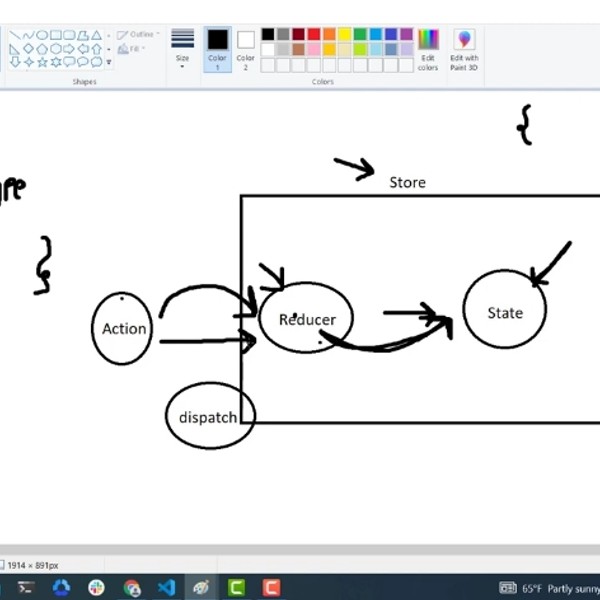 Outline
Fill
Shapes
Size
Color
1
Color
2
Edit
colors
Colors
Edit with
Paint 3D
{
Store
}
Action
Reducer
State
dispatch
1914 × 891px
65°F Partly sunny